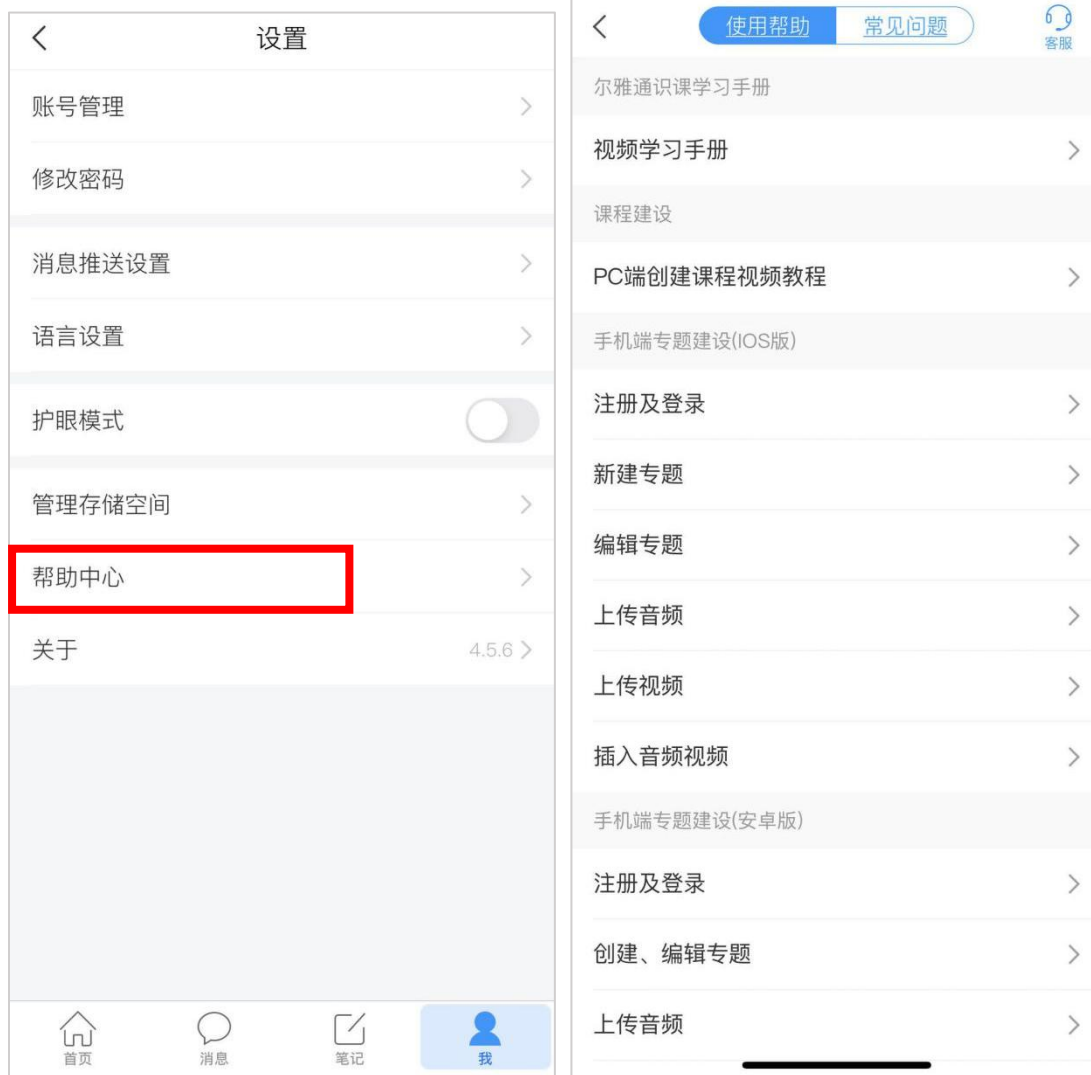 设置
账号管理
修改密码
消息推送设置
语言设置
护眼模式
管理存储空间
帮助中心
关于 4.5.6
首页 消息 笔记 我
使用帮助 常见问题 客服
尔雅通识课学习手册
视频学习手册
课程建设
PC端创建课程视频教程
手机端专题建设(IOS版)
注册及登录
新建专题
编辑专题
上传音频
上传视频
插入音频视频
手机端专题建设(安卓版)
注册及登录
创建、编辑专题
上传音频